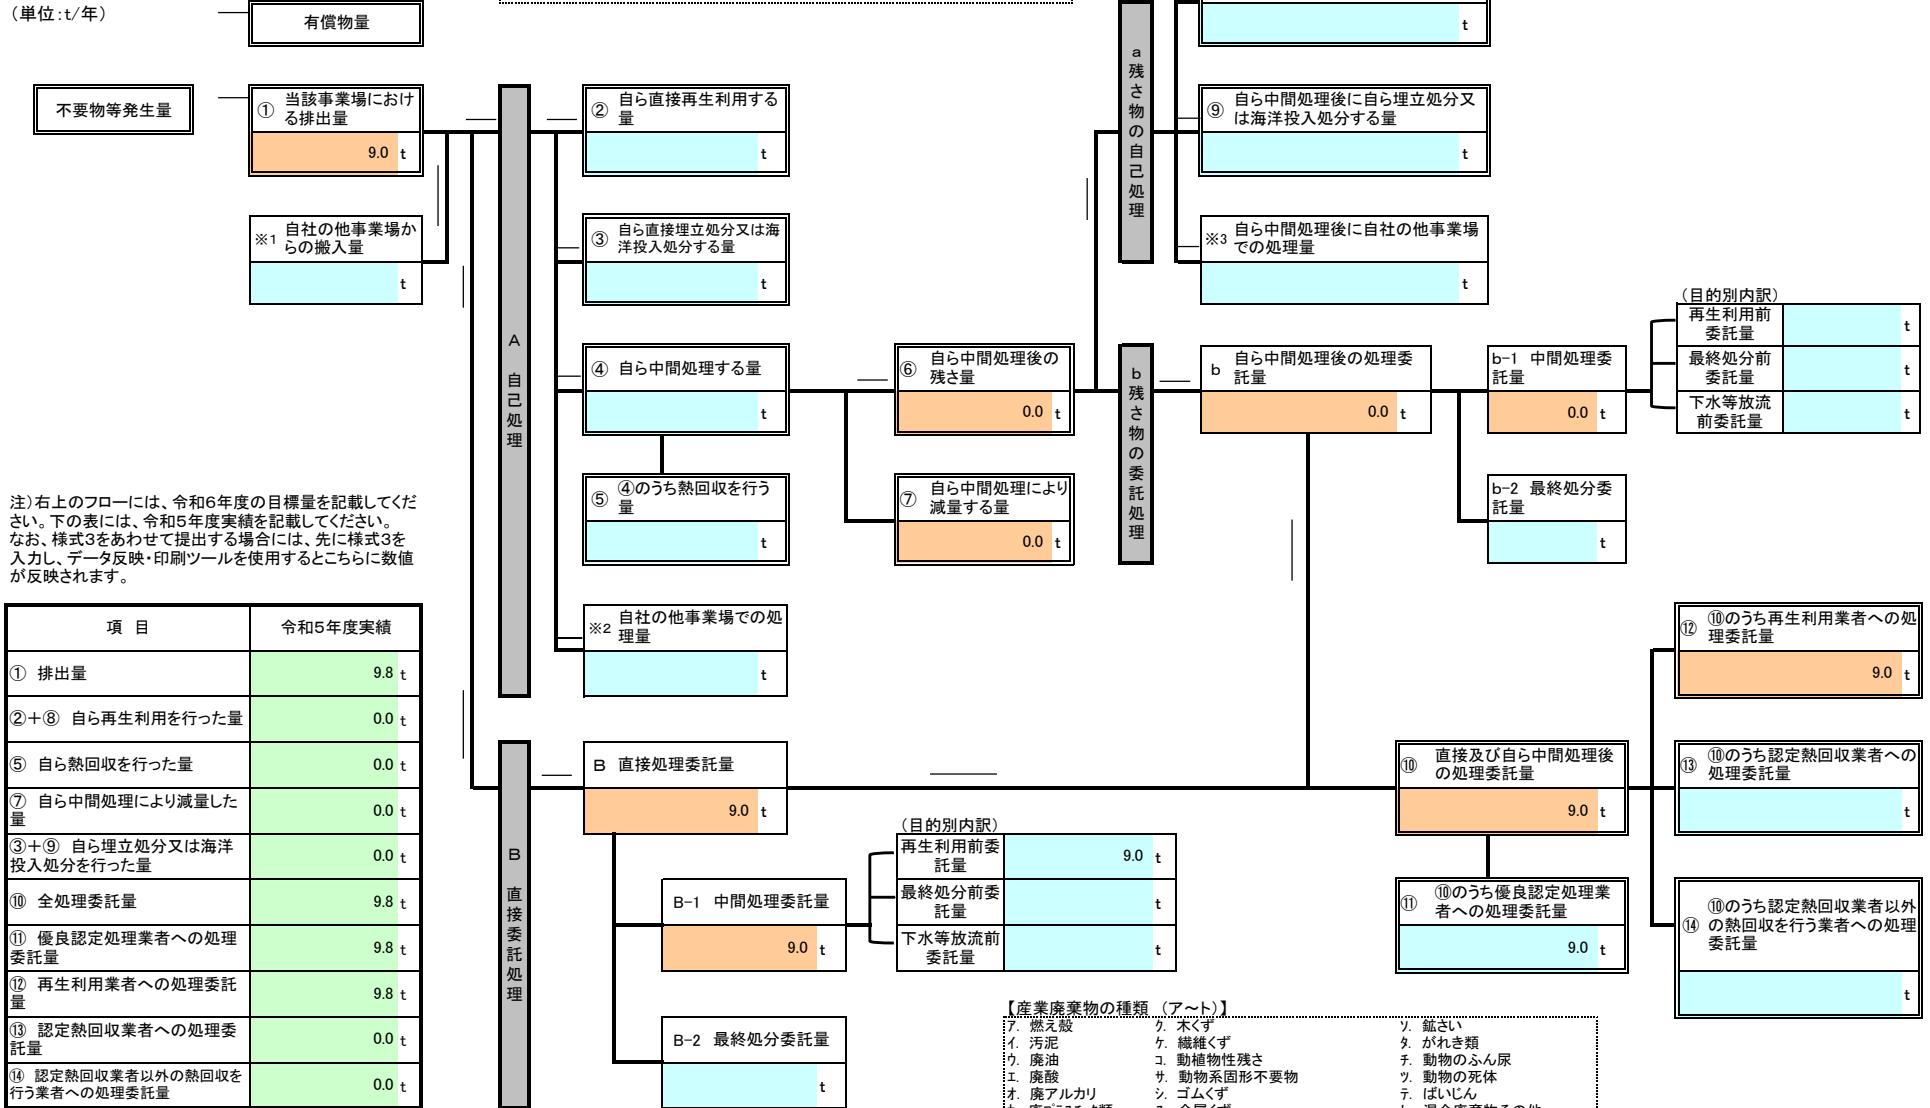 （単位：ｔ/年）
有償物量
t
不要物等発生量
① 当該事業場におけ
る排出量
9.0 t
② 自ら直接再生利用する
量
t
⑨ 自ら中間処理後に自ら埋立処分又
は海洋投入処分する量
t
a 残さ物の自己処理
※1 自社の他事業場か
らの搬入量
t
③ 自ら直接埋立処分又は海
洋投入処分する量
t
※3 自ら中間処理後に自社の他事業場
での処理量
t
A 自己処理
④ 自ら中間処理する量
t
⑥ 自ら中間処理後の
残さ量
0.0 t
b 残さ物の委託処理
b 自ら中間処理後の処理委
託量
0.0 t
b-1 中間処理委
託量
0.0 t
（目的別内訳）
再生利用前
委託量
t
最終処分前
委託量
t
下水等放流
前委託量
t
⑤ ④のうち熱回収を行う
量
t
⑦ 自ら中間処理により
減量する量
0.0 t
b-2 最終処分委
託量
t
注）右上のフローには、令和６年度の目標量を記載してくだ
さい。下の表には、令和５年度実績を記載してください。
なお、様式３をあわせて提出する場合には、先に様式３を
入力し、データ反映・印刷ツールを使用するとこちらに数値
が反映されます。
※2 自社の他事業場での処
理量
t
項 目 令和５年度実績
① 排出量 9.8 t
②＋⑧ 自ら再生利用を行った量 0.0 t
⑤ 自ら熱回収を行った量 0.0 t
⑦ 自ら中間処理により減量した
量 0.0 t
③＋⑨ 自ら埋立処分又は海洋
投入処分を行った量 0.0 t
⑩ 全処理委託量 9.8 t
⑪ 優良認定処理業者への処理
委託量 9.8 t
⑫ 再生利用業者への処理委託
量 9.8 t
⑬ 認定熱回収業者への処理委
託量 0.0 t
⑭ 認定熱回収業者以外の熱回収を
行う業者への処理委託量 0.0 t
B 直接委託処理
B 直接処理委託量
9.0 t
B-1 中間処理委託量
9.0 t
（目的別内訳）
再生利用前委
託量
9.0 t
最終処分前委
託量
t
下水等放流前
委託量
t
B-2 最終処分委託量
t
⑩ 直接及び自ら中間処理後
の処理委託量
9.0 t
⑪ ⑩のうち優良認定処理業
者への処理委託量
9.0 t
⑫ ⑩のうち再生利用業者への処
理委託量
9.0 t
⑬ ⑩のうち認定熱回収業者への
処理委託量
t
⑭ ⑩のうち認定熱回収業者以外
の熱回収を行う業者への処理
委託量
t
【産業廃棄物の種類 （ア～ト）】
ア. 燃え殻 ク. 木くず ソ. 鉱さい
イ. 汚泥 ケ. 繊維くず タ. がれき類
ウ. 廃油 コ. 動植物性残さ チ. 動物のふん尿
エ. 廃酸 サ. 動物系固形不要物 ツ. 動物の死体
オ. 廃アルカリ シ. ゴムくず テ. ばいじん